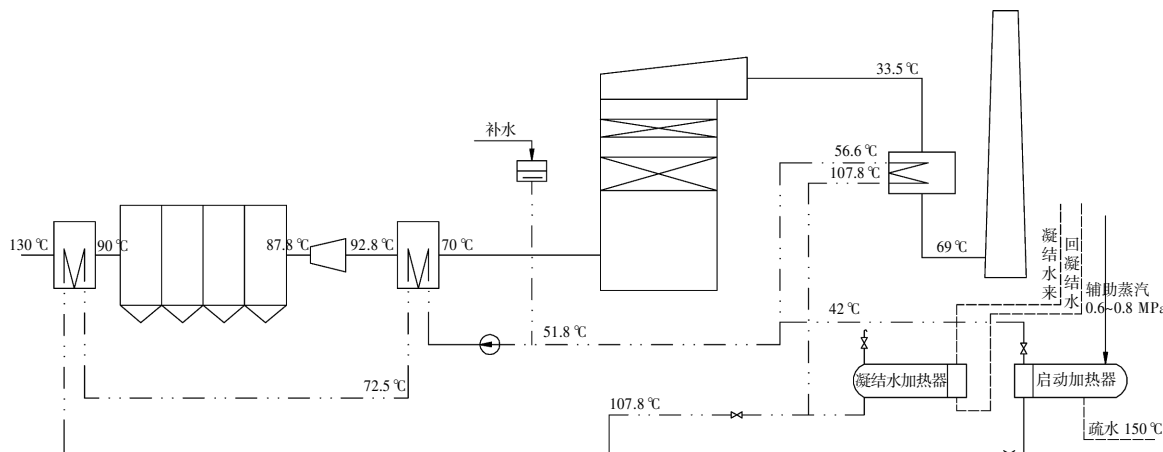 33.5℃
补水
56.6℃
107.8℃
130℃
90℃
87.8℃
92.8℃
70℃
69℃
凝结水来
回凝结水
辅助蒸汽
0.6~0.8 MPa
51.8℃
42℃
72.5℃
凝结水加热器
启动加热器
107.8℃
疏水 150℃